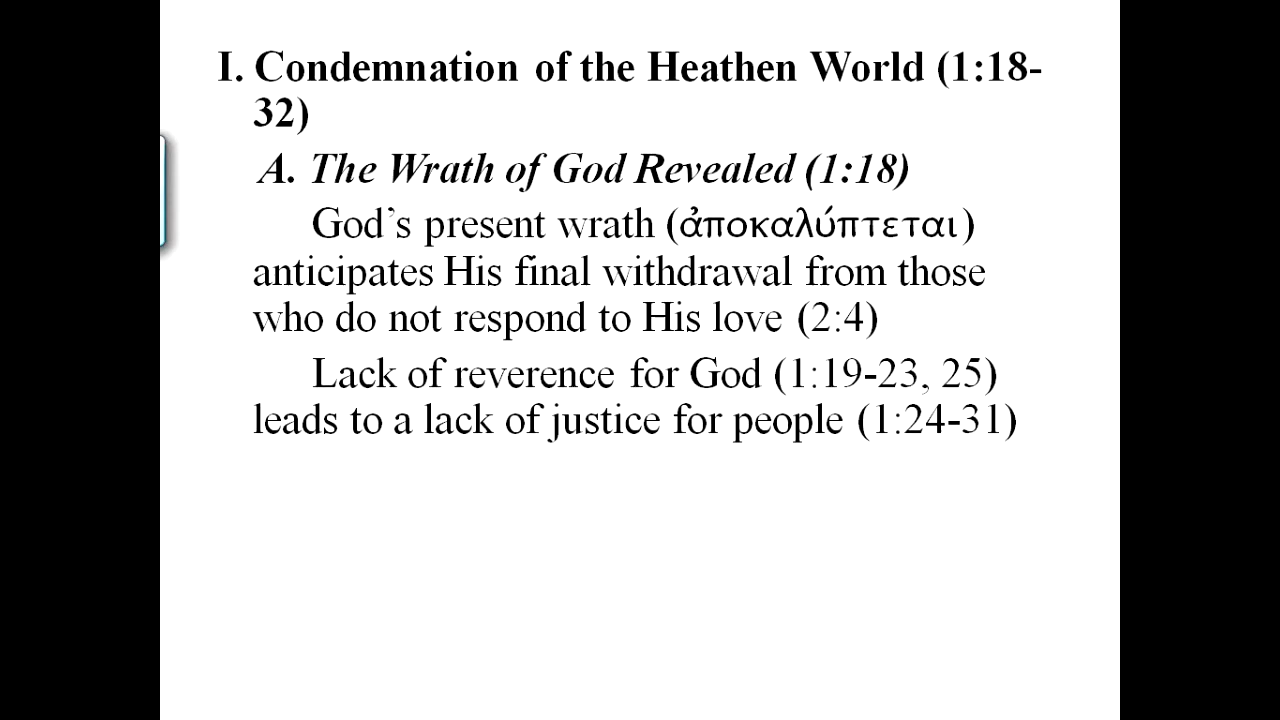 I. Condemnation of the Heathen World (1:18-
32)
A. The Wrath of God Revealed (1:18)
God’s present wrath (ἀποκαλύπτεται)
anticipates His final withdrawal from those
who do not respond to His love (2:4)
Lack of reverence for God (1:19-23, 25)
leads to a lack of justice for people (1:24-31)